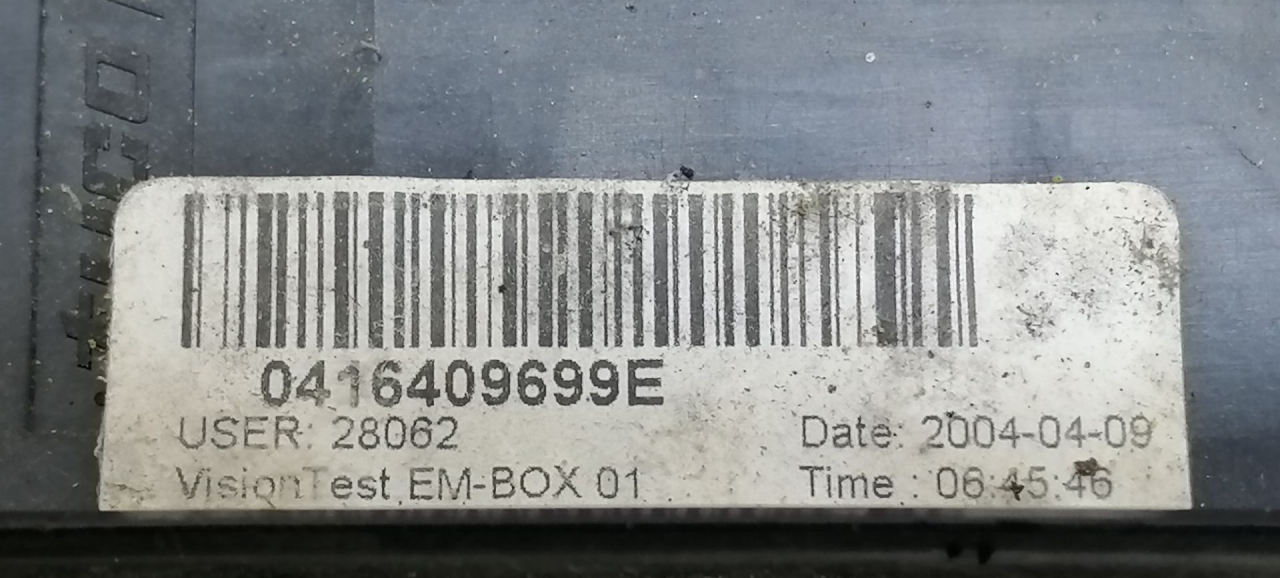 0416409699E
USER: 28062
Date: 2004-04-09
VisionTest EM-BOX 01
Time : 06:45:46